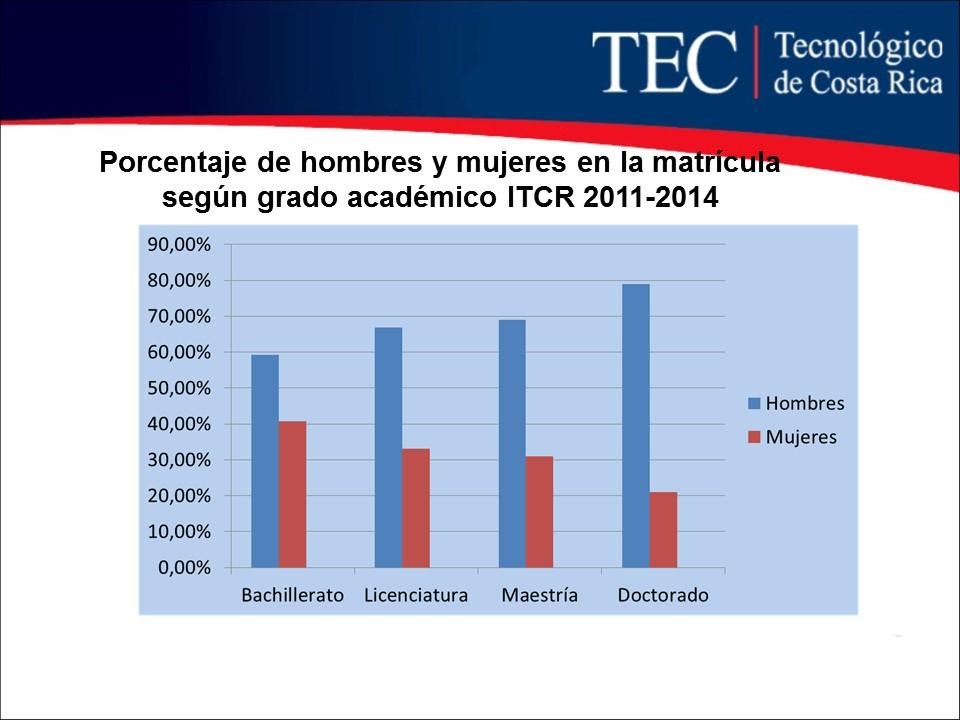 TEC
Tecnológico
de Costa Rica
Porcentaje de hombres y mujeres en la matrícula
según grado académico ITCR 2011-2014
90,00%
80,00%
70,00%
60,00%
50,00%
40,00%
30,00%
20,00%
10,00%
0,00%
Bachillerato Licenciatura Maestría Doctorado
Hombres
Mujeres